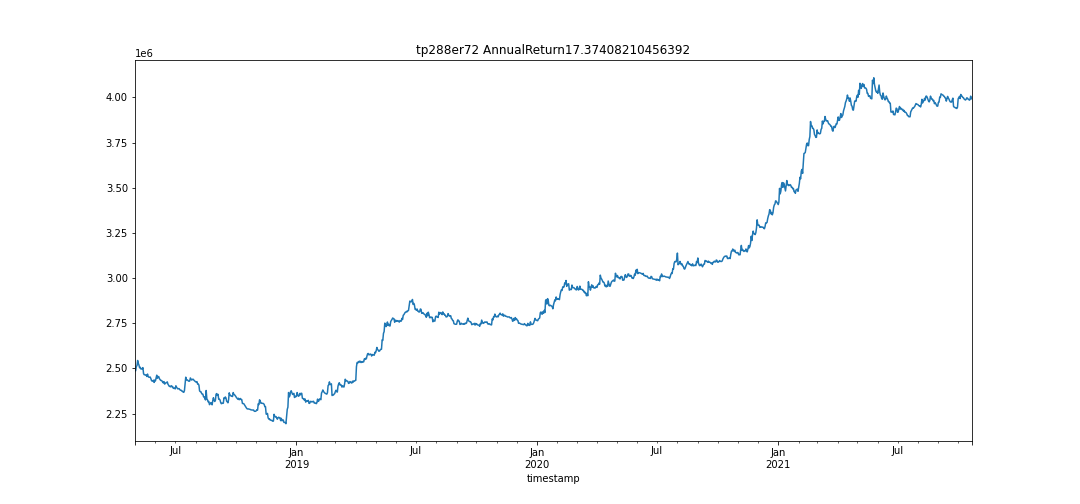 tp288er72 AnnualReturn17.37408210456392
1e6
4.00
3.75
3.50
3.25
3.00
2.75
2.50
2.25
Jul
Jan
2019
Jul
Jan
2020
Jul
Jan
2021
Jul
timestamp